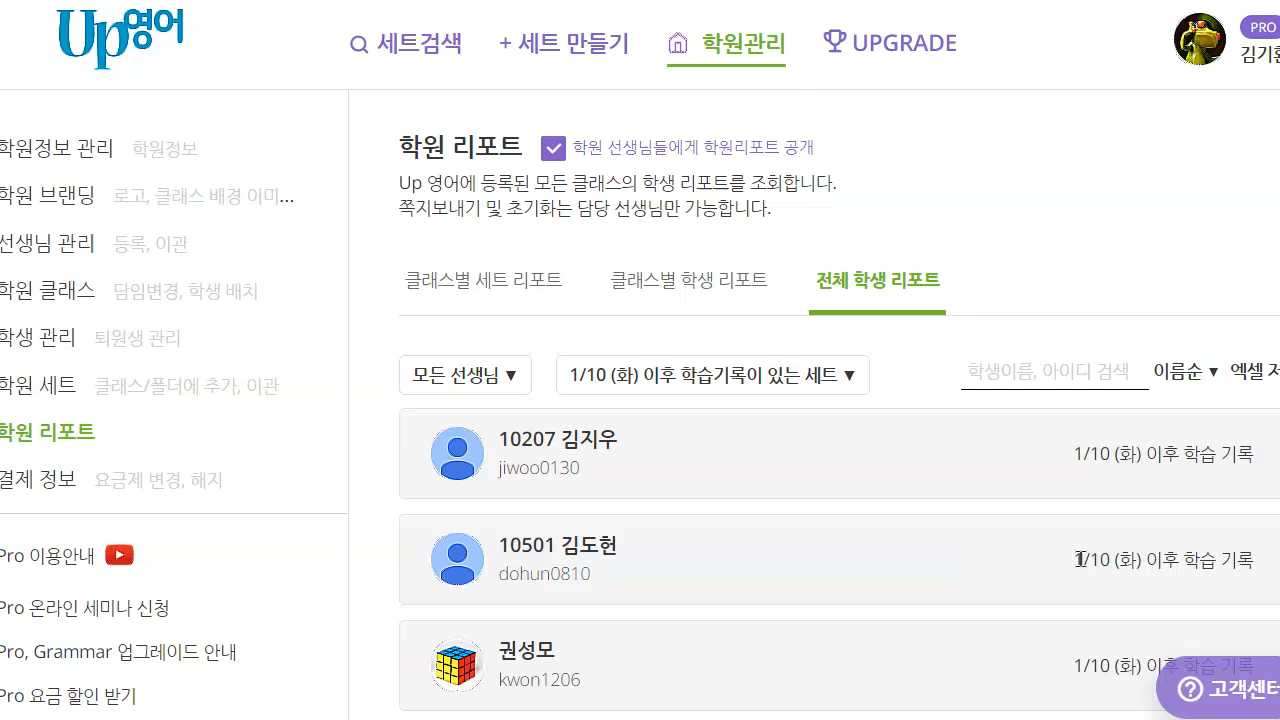 Up영어
세트검색
+ 세트 만들기
학원관리
UPGRADE
PRO
학원정보 관리 학원정보
학원 브랜딩 로고, 클래스 배경 이미...
선생님 관리 등록, 이관
학원 클래스 담임변경, 학생 배치
학생 관리 퇴원생 관리
학원 세트 클래스/폴더에 추가, 이관
학원 리포트
결제 정보 요금제 변경, 해지
Pro 이용안내
Pro 온라인 세미나 신청
Pro, Grammar 업그레이드 안내
Pro 요금 할인 받기
학원 리포트 학원 선생님들에게 학원리포트 공개
Up 영어에 등록된 모든 클래스의 학생 리포트를 조회합니다.
쪽지보내기 및 초기화는 담당 선생님만 가능합니다.
클래스별 세트 리포트 클래스별 학생 리포트 전체 학생 리포트
모든 선생님 ▼ 1/10 (화) 이후 학습기록이 있는 세트 ▼ 학생이름, 아이디 검색 이름순 ▼ 엑셀
10207 김지우
jiwoo0130
1/10 (화) 이후 학습 기록
10501 김도헌
dohun0810
1/10 (화) 이후 학습 기록
권성모
kwon1206
1/10 (화) 이후 학습 기록
고객센터